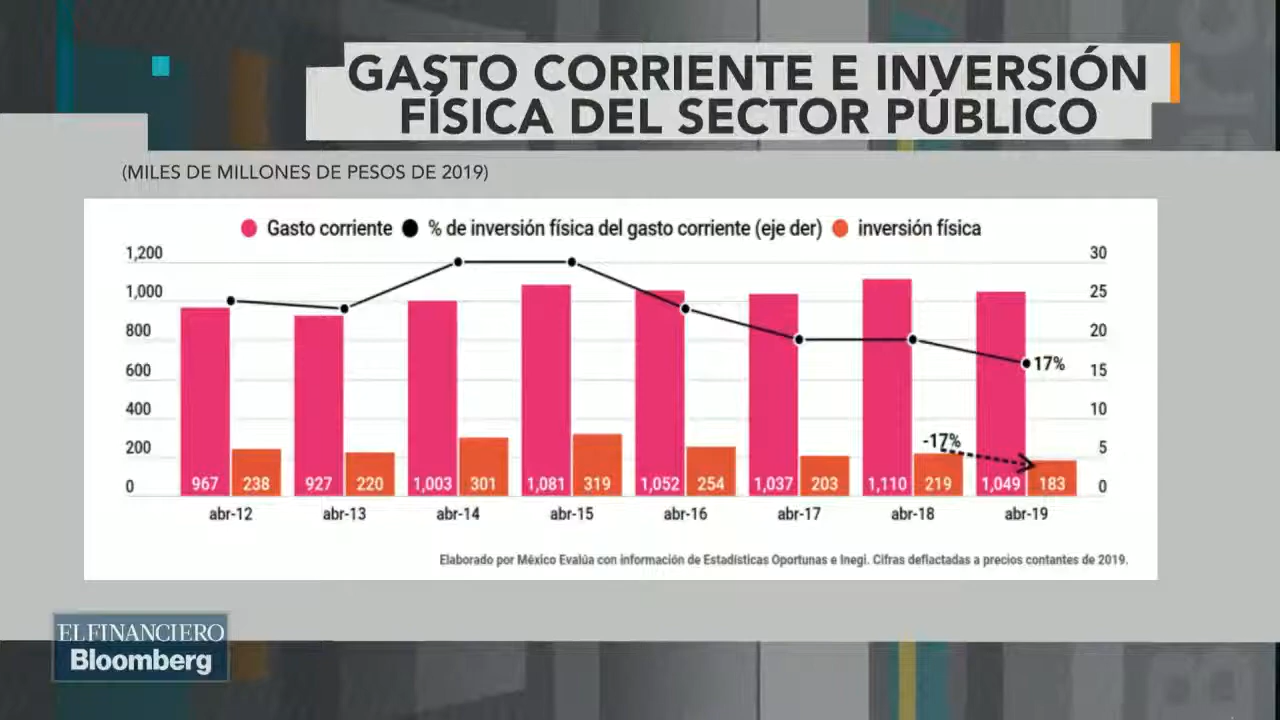 GASTO CORRIENTE E INVERSIÓN
FÍSICA DEL SECTOR PÚBLICO
(MILES DE MILLONES DE PESOS DE 2019)
Gasto corriente % de inversión física del gasto corriente (eje der) inversión física
1,200 30
1,000 25
800 20
600 15
400 10
200 5
0 0
17%
-17%
967 238 927 220 1,003 301 1,081 319 1,052 254 1,037 203 1,110 219 1,049 183
abr-12 abr-13 abr-14 abr-15 abr-16 abr-17 abr-18 abr-19
Elaborado por México Evalúa con información de Estadísticas Oportunas e Inegi. Cifras deflactadas a precios contantes de 2019.
EL FINANCIERO
Bloomberg